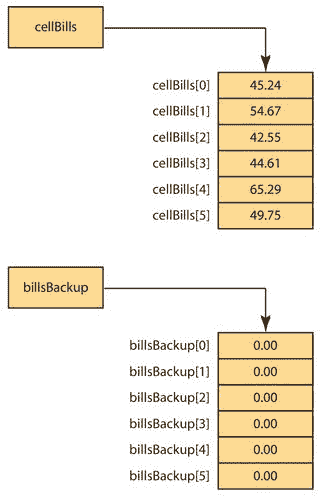 cellBills
cellBills[0] 45.24
cellBills[1] 54.67
cellBills[2] 42.55
cellBills[3] 44.61
cellBills[4] 65.29
cellBills[5] 49.75
billsBackup
billsBackup[0] 0.00
billsBackup[1] 0.00
billsBackup[2] 0.00
billsBackup[3] 0.00
billsBackup[4] 0.00
billsBackup[5] 0.00